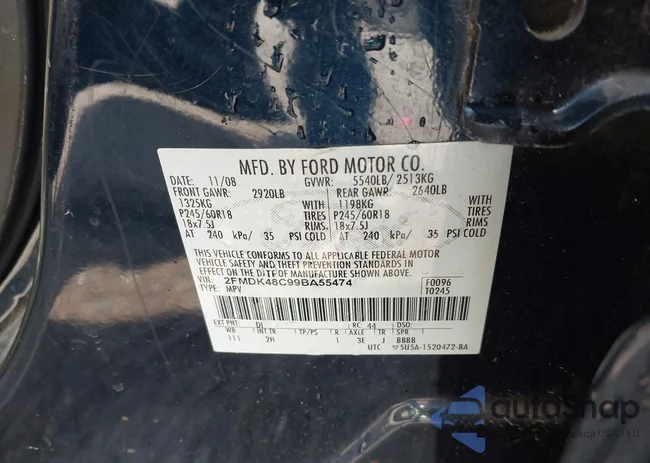 MFD. BY FORD MOTOR CO.
DATE: 11/08 GVWR: 5540LB/ 2513KG
FRONT GAWR: 2920LB REAR GAWR: 2640LB
1325KG WITH 1198KG WITH
P245/60R18 TIRES P245/60R18 TIRES
18x7.5J RIMS 18x7.5J RIMS
AT 240 kPa/ 35 PSI COLD AT 240 kPa/ 35 PSI COLD
THIS VEHICLE CONFORMS TO ALL APPLICABLE FEDERAL MOTOR
VEHICLE SAFETY AND THEFT PREVENTION STANDARDS IN
EFFECT ON THE DATE OF MANUFACTURE SHOWN ABOVE.
VIN: 2FMDK48C99BA55474 F0096
TYPE: MPV T0245
EXT PNT: DI RC: 44 DSO:
WB INT TR TP/PS R AXLE TR SPR
111 2H 1 3E J BBBB
UTC ▽5U5A-1520472-BA
autoSnap